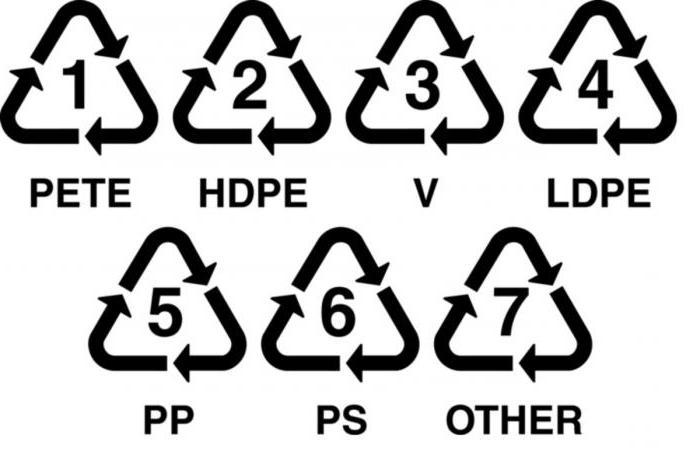 1 2 3 4
PETE HDPE V LDPE
5 6 7
PP PS OTHER